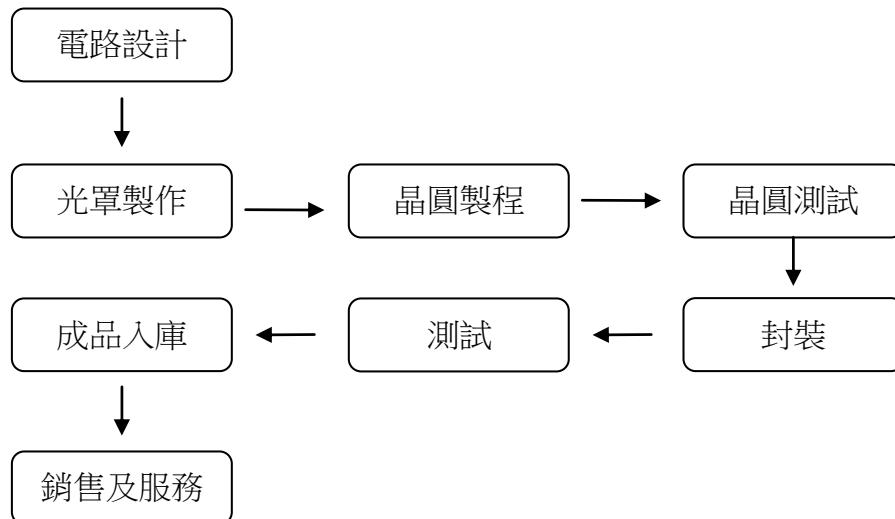 電路設計
光罩製作
晶圓製程
晶圓測試
封裝
測試
成品入庫
銷售及服務